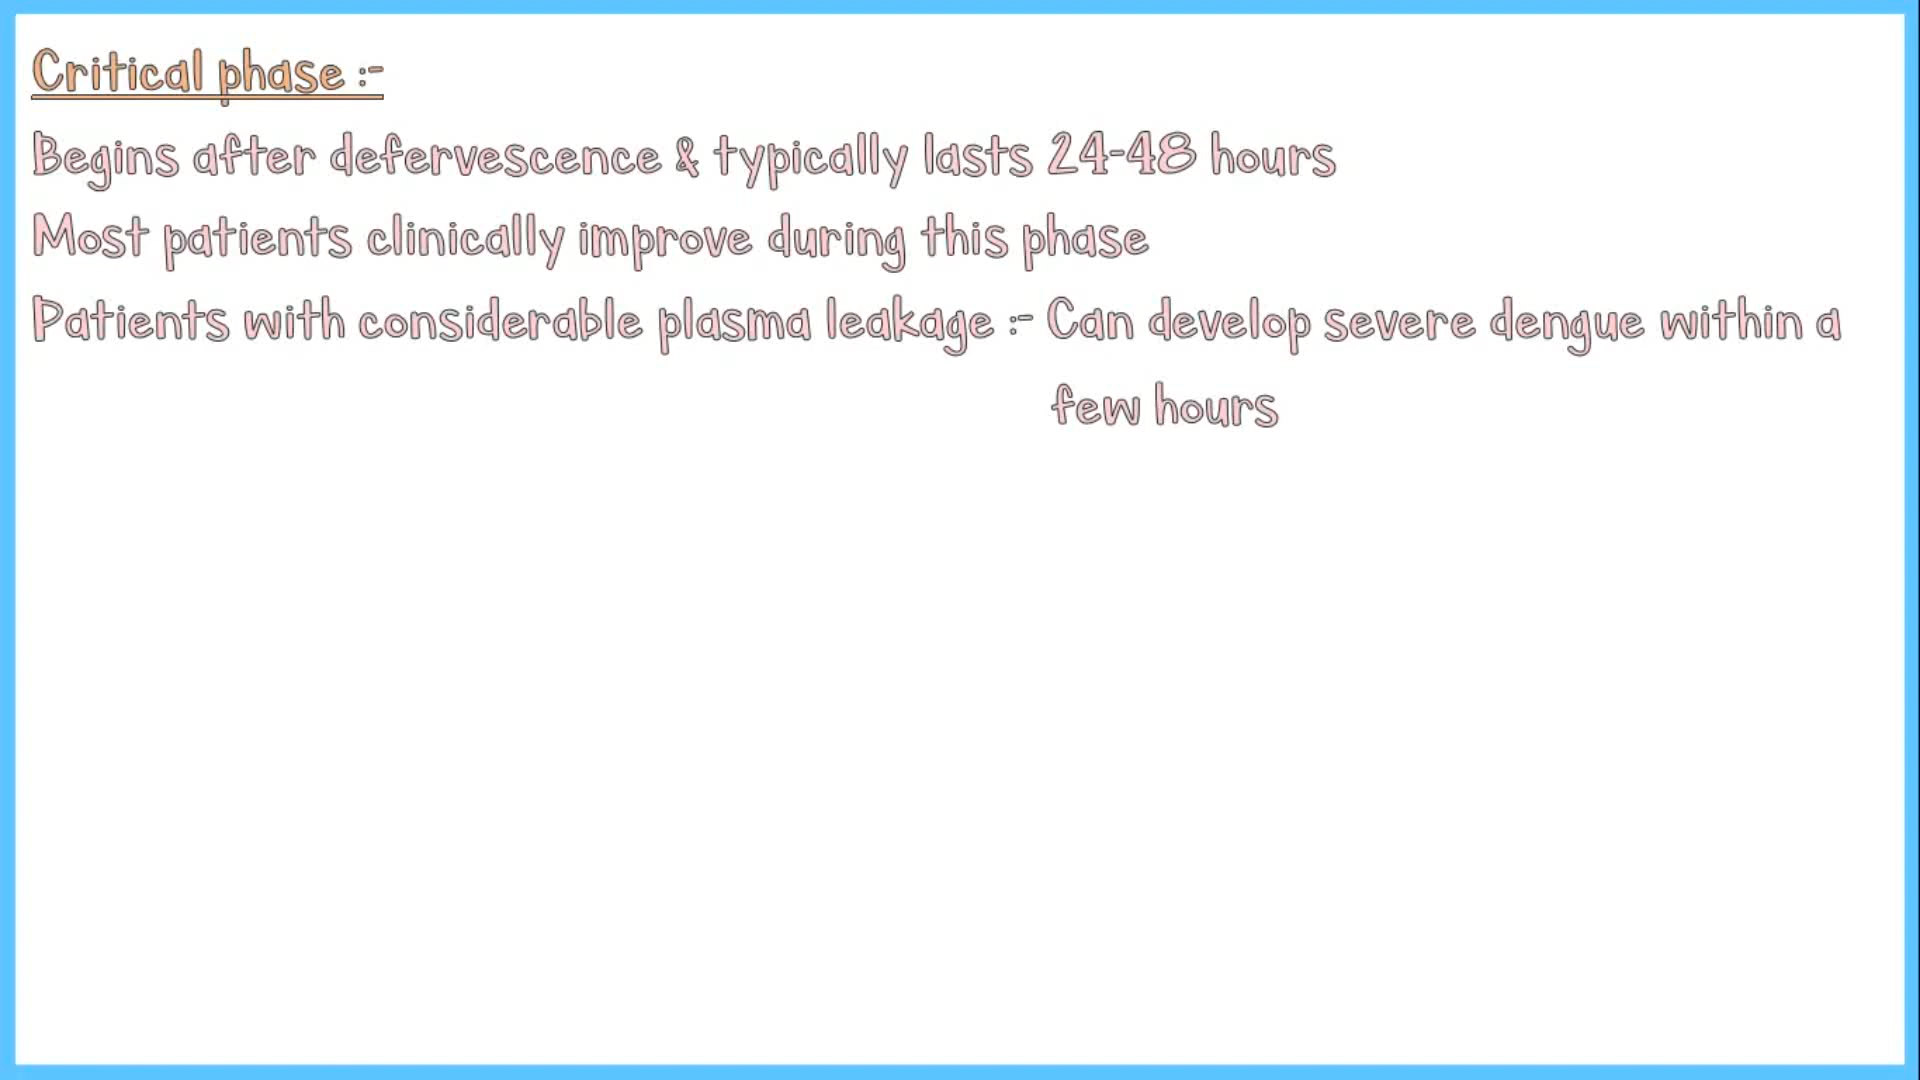 Critical phase :-
Begins after defervescence & typically lasts 24-48 hours
Most patients clinically improve during this phase
Patients with considerable plasma leakage :- Can develop severe dengue within a
few hours